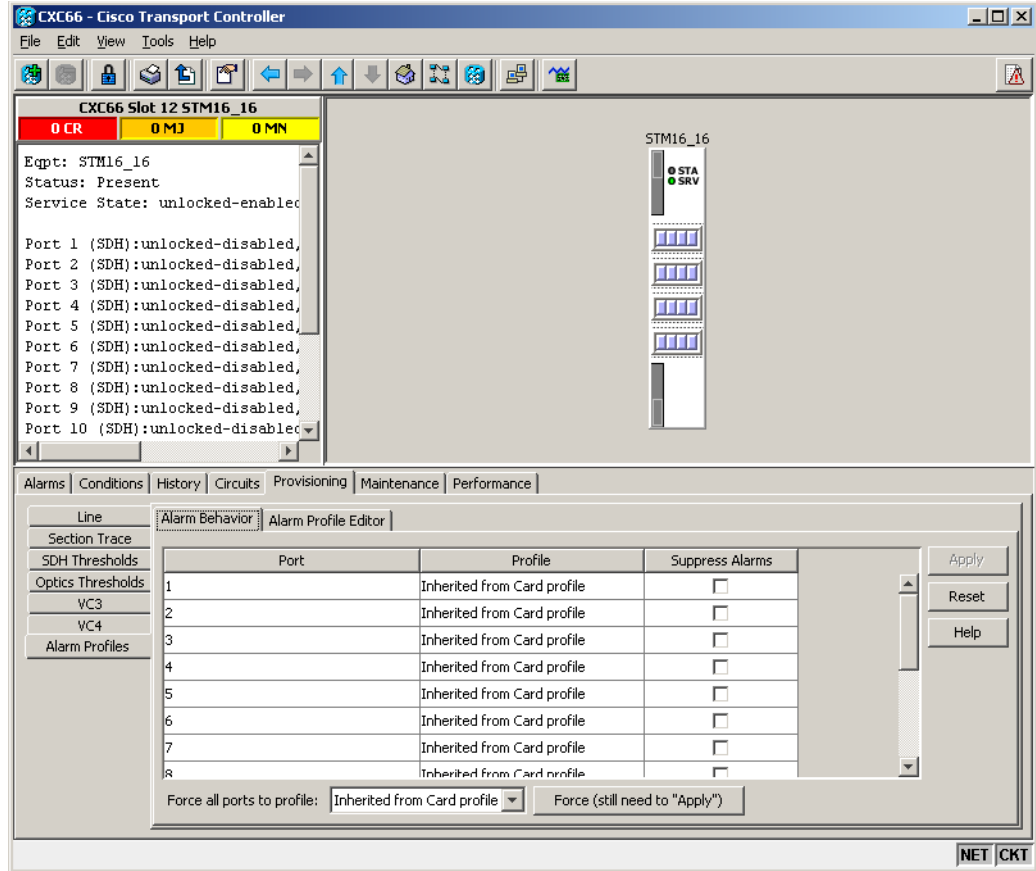 CXC66 - Cisco Transport Controller
File Edit View Tools Help
CXC66 Slot 12 STM16_16
0 CR 0 MJ 0 MN
Eqpt: STM16_16
Status: Present
Service State: unlocked-enabled
Port 1 (SDH):unlocked-disabled,
Port 2 (SDH):unlocked-disabled,
Port 3 (SDH):unlocked-disabled,
Port 4 (SDH):unlocked-disabled,
Port 5 (SDH):unlocked-disabled,
Port 6 (SDH):unlocked-disabled,
Port 7 (SDH):unlocked-disabled,
Port 8 (SDH):unlocked-disabled,
Port 9 (SDH):unlocked-disabled,
Port 10 (SDH):unlocked-disabled
STM16_16
STA
SRV
Alarms Conditions History Circuits Provisioning Maintenance Performance
Line
Section Trace
SDH Thresholds
Optics Thresholds
VC3
VC4
Alarm Profiles
Alarm Behavior Alarm Profile Editor
Port Profile Suppress Alarms
1 Inherited from Card profile
2 Inherited from Card profile
3 Inherited from Card profile
4 Inherited from Card profile
5 Inherited from Card profile
6 Inherited from Card profile
7 Inherited from Card profile
8 Inherited from Card profile
Apply
Reset
Help
Force all ports to profile: Inherited from Card profile Force (still need to "Apply")
NET CKT